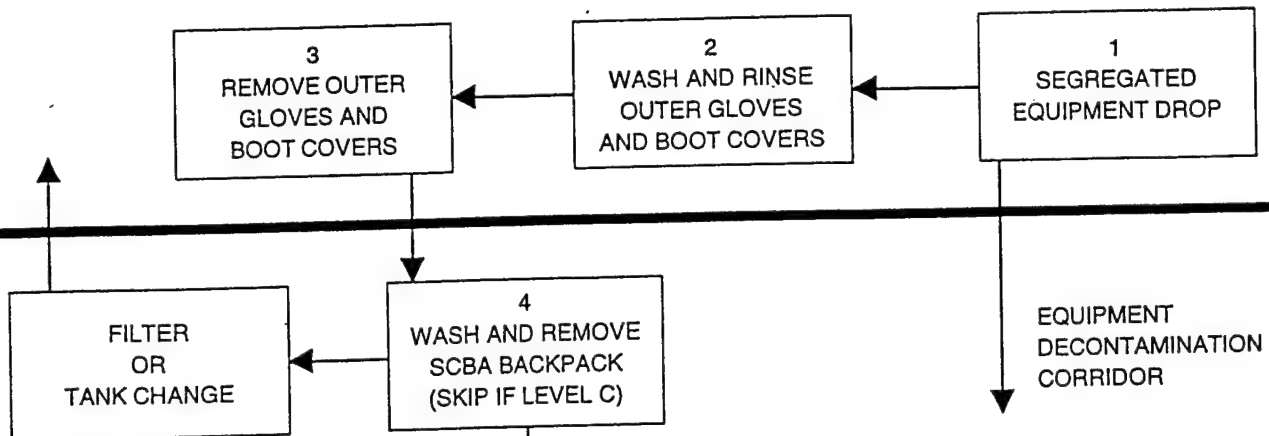 3
REMOVE OUTER
GLOVES AND
BOOT COVERS
2
WASH AND RINSE
OUTER GLOVES
AND BOOT COVERS
1
SEGREGATED
EQUIPMENT DROP
FILTER
OR
TANK CHANGE
4
WASH AND REMOVE
SCBA BACKPACK
(SKIP IF LEVEL C)
EQUIPMENT
DECONTAMINATION
CORRIDOR